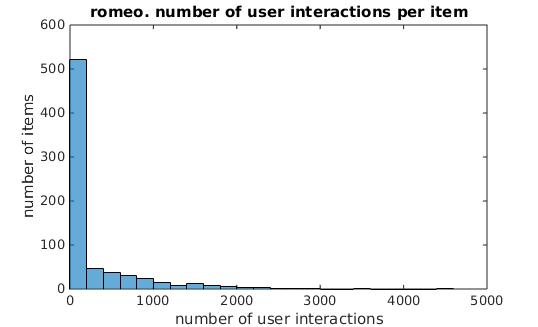 romeo. number of user interactions per item
600
500
400
300
200
100
0
number of items
0 1000 2000 3000 4000 5000
number of user interactions